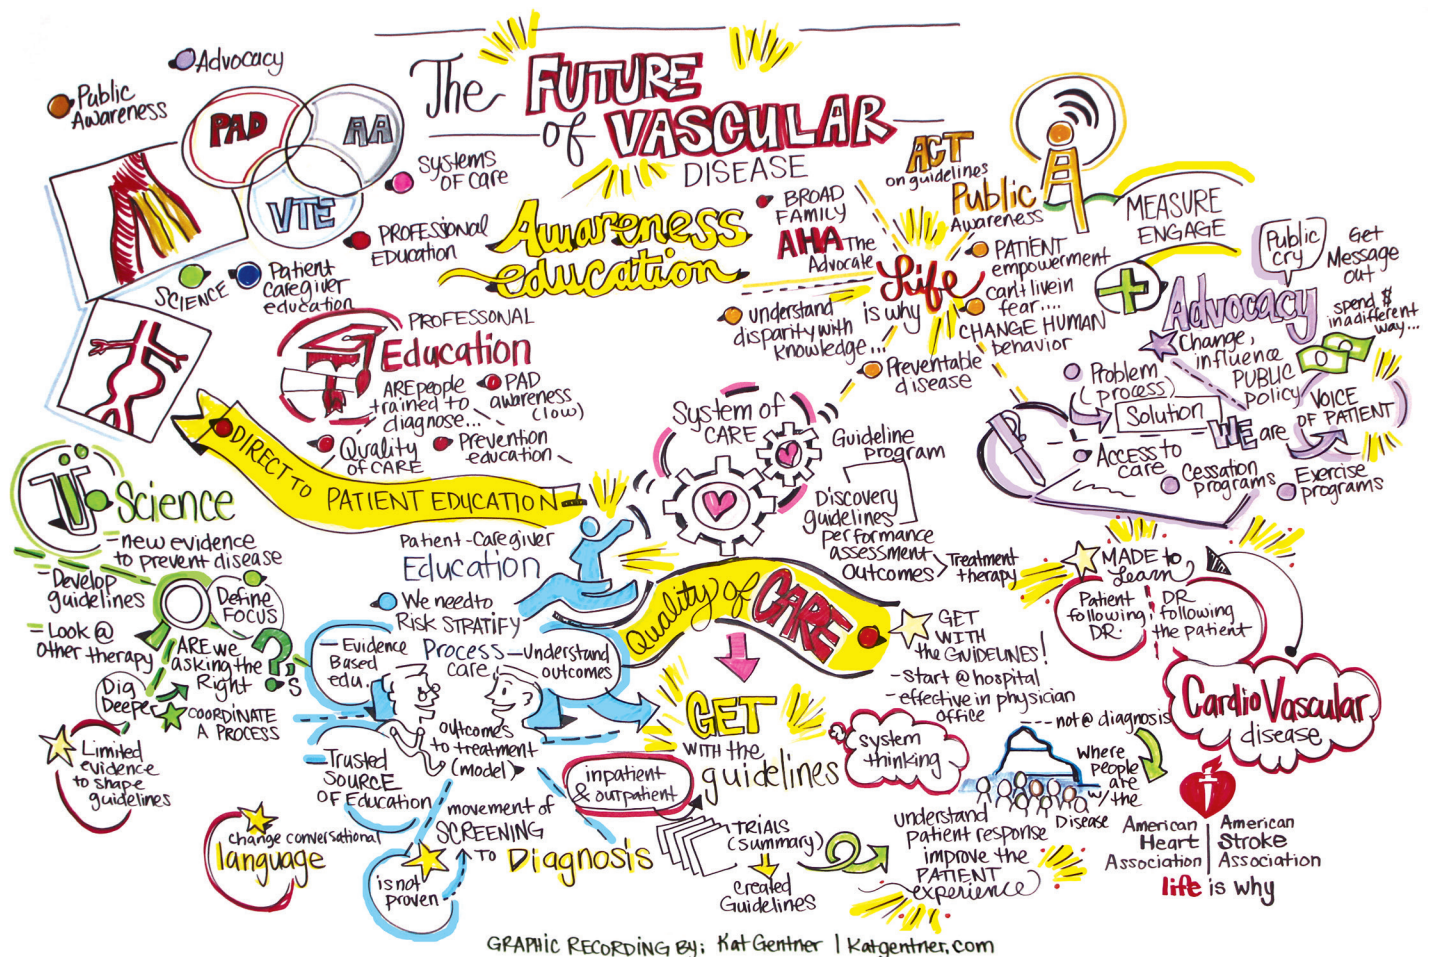 The FUTURE
of VASCULAR
DISEASE
Advocacy
Public
Awareness
PAD
AA
VTE
SYSTEMS
OF CARE
PROFESSIONAL
EDUCATION
SCIENCE
Patient
Caregiver
education
Awareness
education
BROAD
FAMILY
AHA The
Advocate
Life
is why
understand
disparity with
knowledge...
Preventable
disease
ACT
on guidelines
Public
Awareness
PATIENT
empowerment
can't live in
fear....
CHANGE HUMAN
behavior
MEASURE
ENGAGE
Public
cry
Get
Message
out
Advocacy
spend $
in a different
way...
Change,
influence
PUBLIC
POLICY
Problem
(process)
Solution
WE are
VOICE
OF PATIENT
Access to
care
Cessation
programs
Exercise
programs
PROFESSONAL
Education
ARE people
trained to
diagnose...
PAD
awareness
(low)
Quality
OF CARE
Prevention
education
DIRECT TO PATIENT EDUCATION
System of
CARE
Guideline
program
Discovery
guidelines
performance
assessment
outcomes
Treatment
therapy
Science
-new evidence
to prevent disease
-Develop
guidelines
-Look @
other therapy
Define
FOCUS
ARE we
asking the
Right ?'s
Dig
Deeper
COORDINATE
A PROCESS
Limited
evidence
to shape
guidelines
Patient-Caregiver
Education
We need to
RISK STRATIFY
-Evidence
Based
edu.
Process
care
-understand
outcomes
outcomes
to treatment
(model)
-Trusted
SOURCE
OF Education
change conversational
language
movement of
SCREENING
TO Diagnosis
is not
proven
Quality of CARE
GET
WITH the
guidelines
inpatient
& outpatient
TRIALS
(summary)
Created
Guidelines
GET
WITH
the GUIDELINES!
-Start @ hospital
-effective in physician
office
system
thinking
---not @ diagnosis
Where
people
are
w/ the
Disease
understand
patient response
improve the
PATIENT
experience
MADE to
learn
Patient
following
DR.
DR
following
the patient
CardioVascular
disease
American
Heart
Association
American
Stroke
Association
life is why
GRAPHIC RECORDING BY: Kat Gentner | Katgentner.com